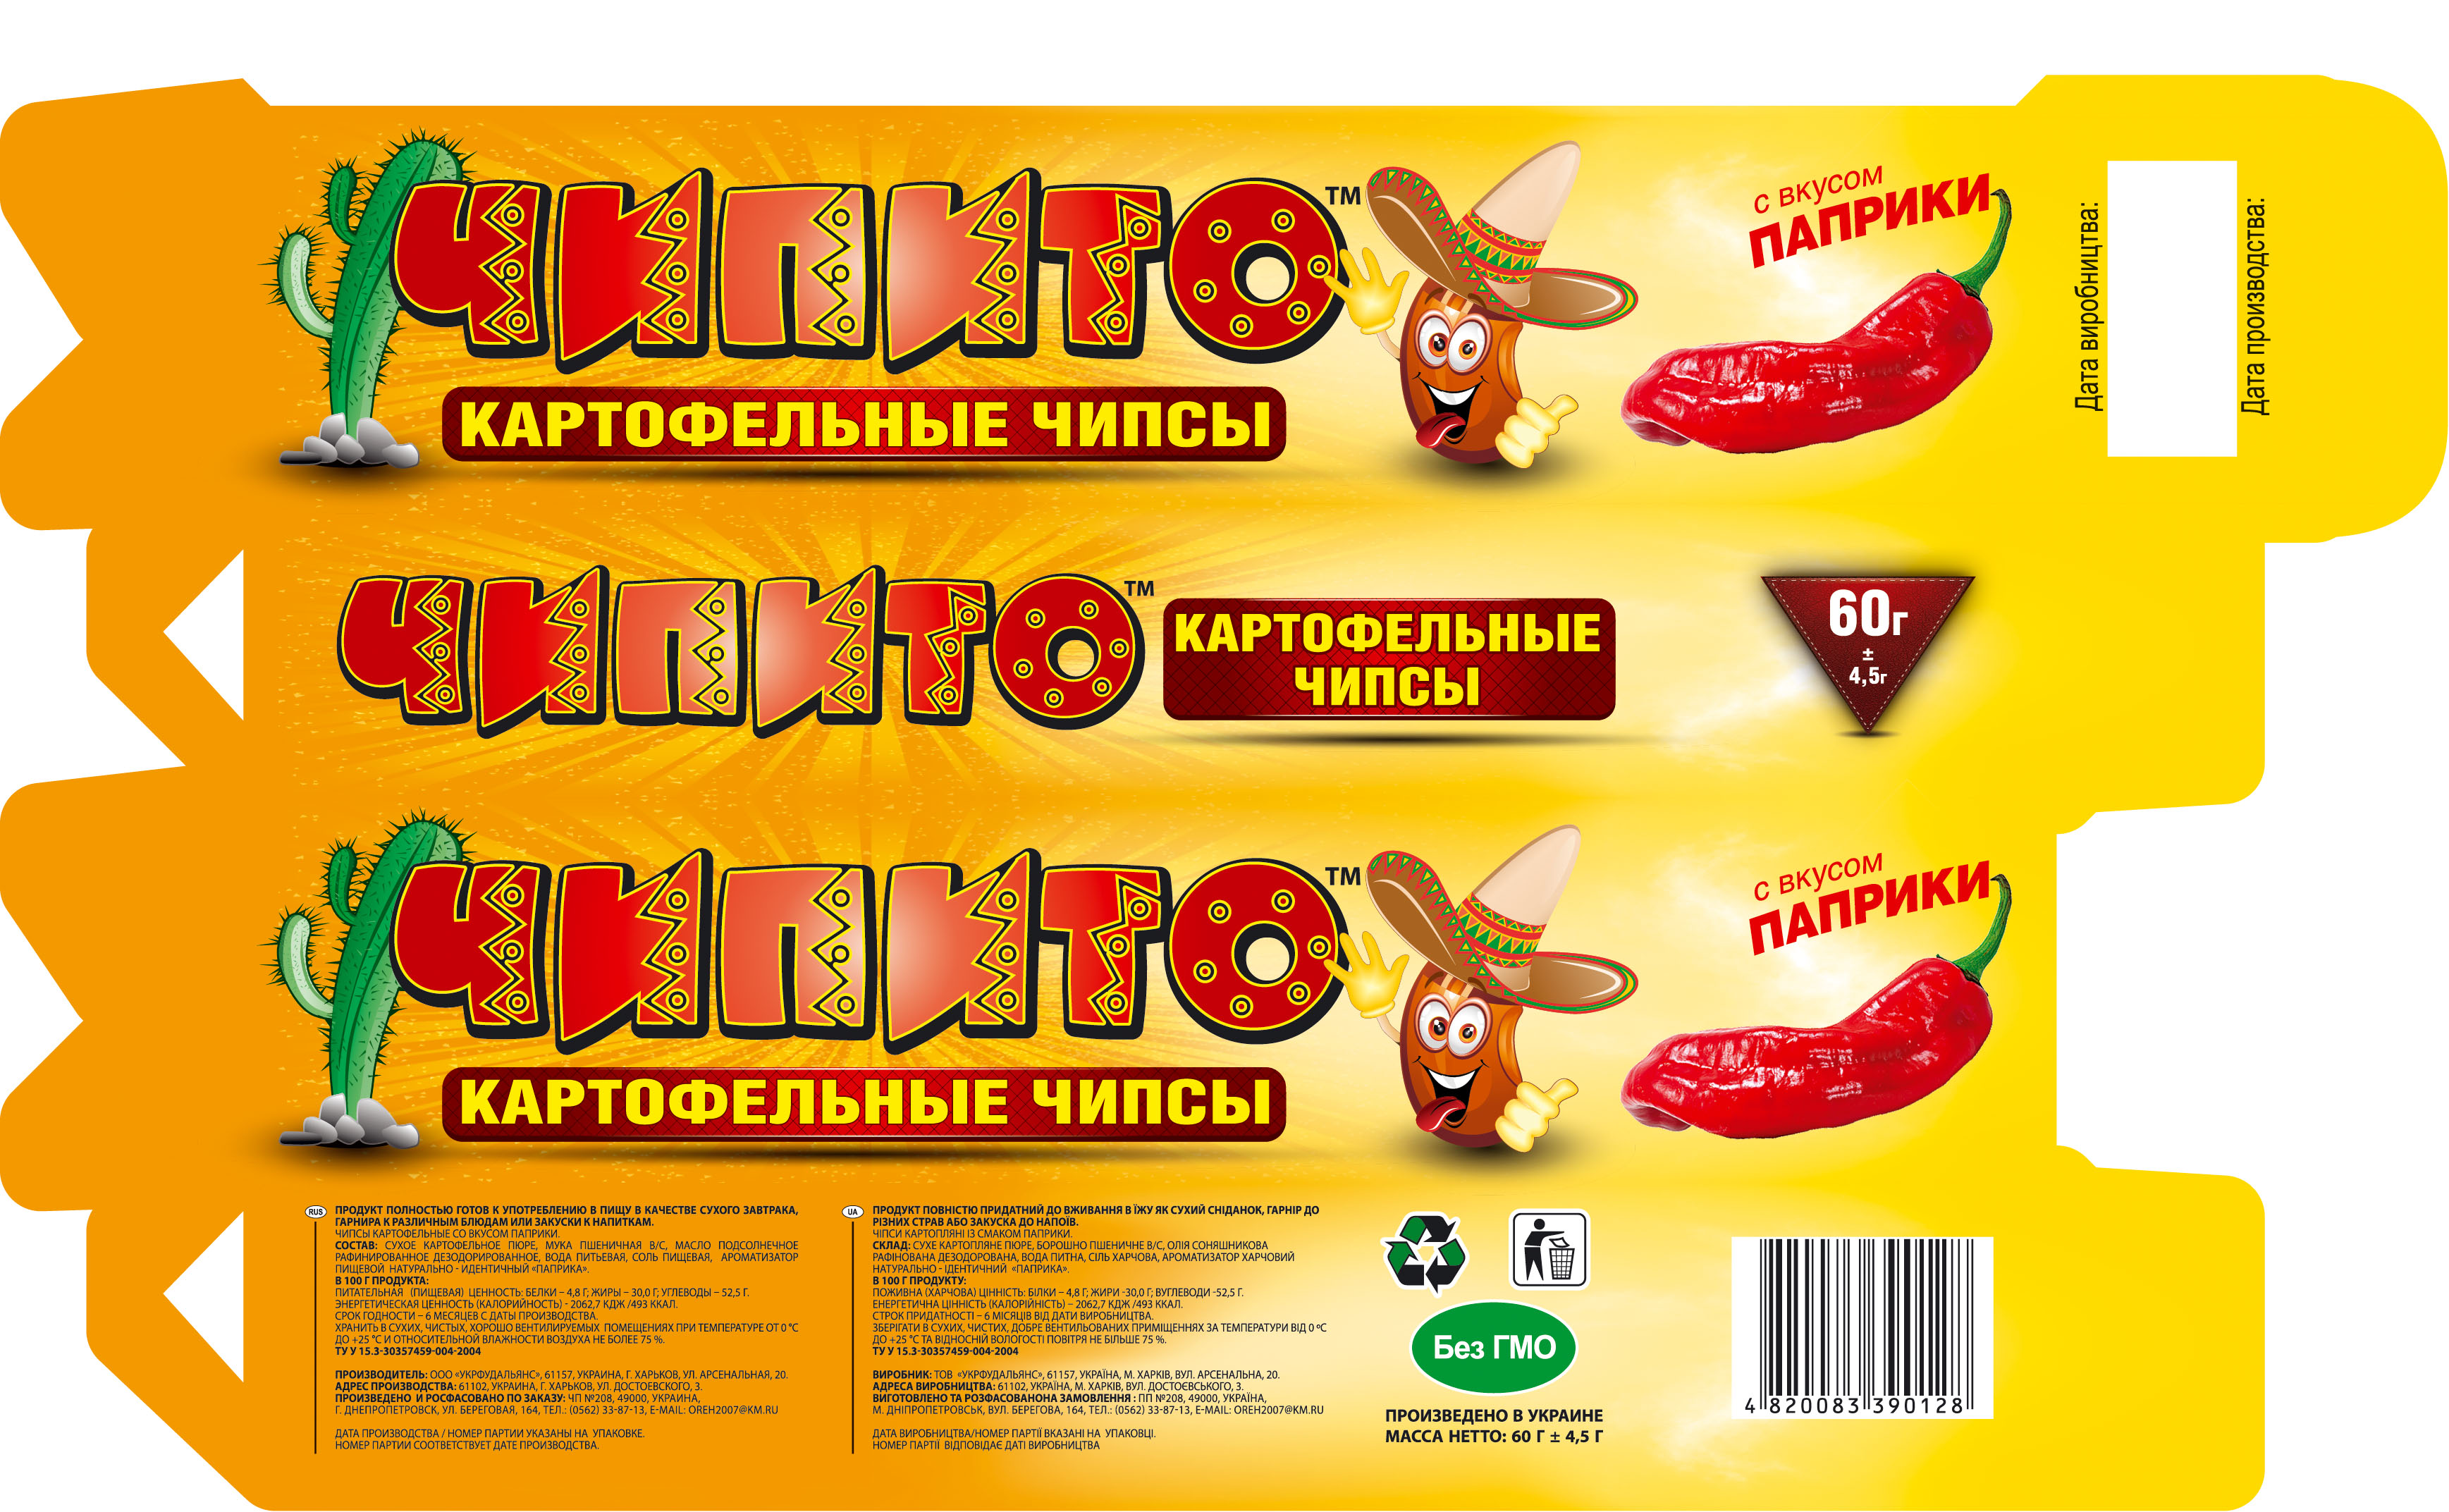 ЧИПИТО ТМ
КАРТОФЕЛЬНЫЕ ЧИПСЫ
с вкусом
ПАПРИКИ
Дата виробництва:
Дата производства:
ЧИПИТО ТМ
КАРТОФЕЛЬНЫЕ
ЧИПСЫ
60г
±
4,5г
ЧИПИТО ТМ
КАРТОФЕЛЬНЫЕ ЧИПСЫ
с вкусом
ПАПРИКИ
RUS
ПРОДУКТ ПОЛНОСТЬЮ ГОТОВ К УПОТРЕБЛЕНИЮ В ПИЩУ В КАЧЕСТВЕ СУХОГО ЗАВТРАКА,
ГАРНИРА К РАЗЛИЧНЫМ БЛЮДАМ ИЛИ ЗАКУСКИ К НАПИТКАМ.
ЧИПСЫ КАРТОФЕЛЬНЫЕ СО ВКУСОМ ПАПРИКИ.
СОСТАВ: СУХОЕ КАРТОФЕЛЬНОЕ ПЮРЕ, МУКА ПШЕНИЧНАЯ В/С, МАСЛО ПОДСОЛНЕЧНОЕ
РАФИНИРОВАННОЕ ДЕЗОДОРИРОВАННОЕ, ВОДА ПИТЬЕВАЯ, СОЛЬ ПИЩЕВАЯ, АРОМАТИЗАТОР
ПИЩЕВОЙ НАТУРАЛЬНО - ИДЕНТИЧНЫЙ «ПАПРИКА».
В 100 Г ПРОДУКТА:
ПИТАТЕЛЬНАЯ (ПИЩЕВАЯ) ЦЕННОСТЬ: БЕЛКИ – 4,8 Г; ЖИРЫ – 30,0 Г; УГЛЕВОДЫ – 52,5 Г.
ЭНЕРГЕТИЧЕСКАЯ ЦЕННОСТЬ (КАЛОРИЙНОСТЬ) - 2062,7 КДЖ /493 ККАЛ.
СРОК ГОДНОСТИ – 6 МЕСЯЦЕВ С ДАТЫ ПРОИЗВОДСТВА.
ХРАНИТЬ В СУХИХ, ЧИСТЫХ, ХОРОШО ВЕНТИЛИРУЕМЫХ ПОМЕЩЕНИЯХ ПРИ ТЕМПЕРАТУРЕ ОТ 0 °С
ДО +25 °С И ОТНОСИТЕЛЬНОЙ ВЛАЖНОСТИ ВОЗДУХА НЕ БОЛЕЕ 75 %.
ТУ У 15.3-30357459-004-2004
ПРОИЗВОДИТЕЛЬ: ООО «УКРФУДАЛЬЯНС», 61157, УКРАИНА, Г. ХАРЬКОВ, УЛ. АРСЕНАЛЬНАЯ, 20.
АДРЕС ПРОИЗВОДСТВА: 61102, УКРАИНА, Г. ХАРЬКОВ, УЛ. ДОСТОЕВСКОГО, 3.
ПРОИЗВЕДЕНО И РОСФАСОВАНО ПО ЗАКАЗУ: ЧП №208, 49000, УКРАИНА,
Г. ДНЕПРОПЕТРОВСК, УЛ. БЕРЕГОВАЯ, 164, ТЕЛ.: (0562) 33-87-13, E-MAIL: OREH2007@KM.RU
ДАТА ПРОИЗВОДСТВА / НОМЕР ПАРТИИ УКАЗАНЫ НА УПАКОВКЕ.
НОМЕР ПАРТИИ СООТВЕТСТВУЕТ ДАТЕ ПРОИЗВОДСТВА.
UA
ПРОДУКТ ПОВНІСТЮ ПРИДАТНИЙ ДО ВЖИВАННЯ В ЇЖУ ЯК СУХИЙ СНІДАНОК, ГАРНІР ДО
РІЗНИХ СТРАВ АБО ЗАКУСКА ДО НАПОЇВ.
ЧІПСИ КАРТОПЛЯНІ ІЗ СМАКОМ ПАПРИКИ.
СКЛАД: СУХЕ КАРТОПЛЯНЕ ПЮРЕ, БОРОШНО ПШЕНИЧНЕ В/С, ОЛІЯ СОНЯШНИКОВА
РАФІНОВАНА ДЕЗОДОРОВАНА, ВОДА ПИТНА, СІЛЬ ХАРЧОВА, АРОМАТИЗАТОР ХАРЧОВИЙ
НАТУРАЛЬНО - ІДЕНТИЧНИЙ «ПАПРИКА».
В 100 Г ПРОДУКТУ:
ПОЖИВНА (ХАРЧОВА) ЦІННІСТЬ: БІЛКИ – 4,8 Г; ЖИРИ -30,0 Г; ВУГЛЕВОДИ -52,5 Г.
ЕНЕРГЕТИЧНА ЦІННІСТЬ (КАЛОРІЙНІСТЬ) – 2062,7 КДЖ /493 ККАЛ.
СТРОК ПРИДАТНОСТІ – 6 МІСЯЦІВ ВІД ДАТИ ВИРОБНИЦТВА.
ЗБЕРІГАТИ В СУХИХ, ЧИСТИХ, ДОБРЕ ВЕНТИЛЬОВАНИХ ПРИМІЩЕННЯХ ЗА ТЕМПЕРАТУРИ ВІД 0 ºС
ДО +25 °С ТА ВІДНОСНІЙ ВОЛОГОСТІ ПОВІТРЯ НЕ БІЛЬШЕ 75 %.
ТУ У 15.3-30357459-004-2004
ВИРОБНИК: ТОВ «УКРФУДАЛЬЯНС», 61157, УКРАЇНА, М. ХАРКІВ, ВУЛ. АРСЕНАЛЬНА, 20.
АДРЕСА ВИРОБНИЦТВА: 61102, УКРАЇНА, М. ХАРКІВ, ВУЛ. ДОСТОЄВСЬКОГО, 3.
ВИГОТОВЛЕНО ТА РОЗФАСОВАНОНА ЗАМОВЛЕННЯ : ПП №208, 49000, УКРАЇНА,
М. ДНІПРОПЕТРОВСЬК, ВУЛ. БЕРЕГОВА, 164, ТЕЛ.: (0562) 33-87-13, E-MAIL: OREH2007@KM.RU
ДАТА ВИРОБНИЦТВА/НОМЕР ПАРТІЇ ВКАЗАНІ НА УПАКОВЦІ.
НОМЕР ПАРТІЇ ВІДПОВІДАЄ ДАТІ ВИРОБНИЦТВА
Без ГМО
ПРОИЗВЕДЕНО В УКРАИНЕ
МАССА НЕТТО: 60 Г ± 4,5 Г
4 820083 390128